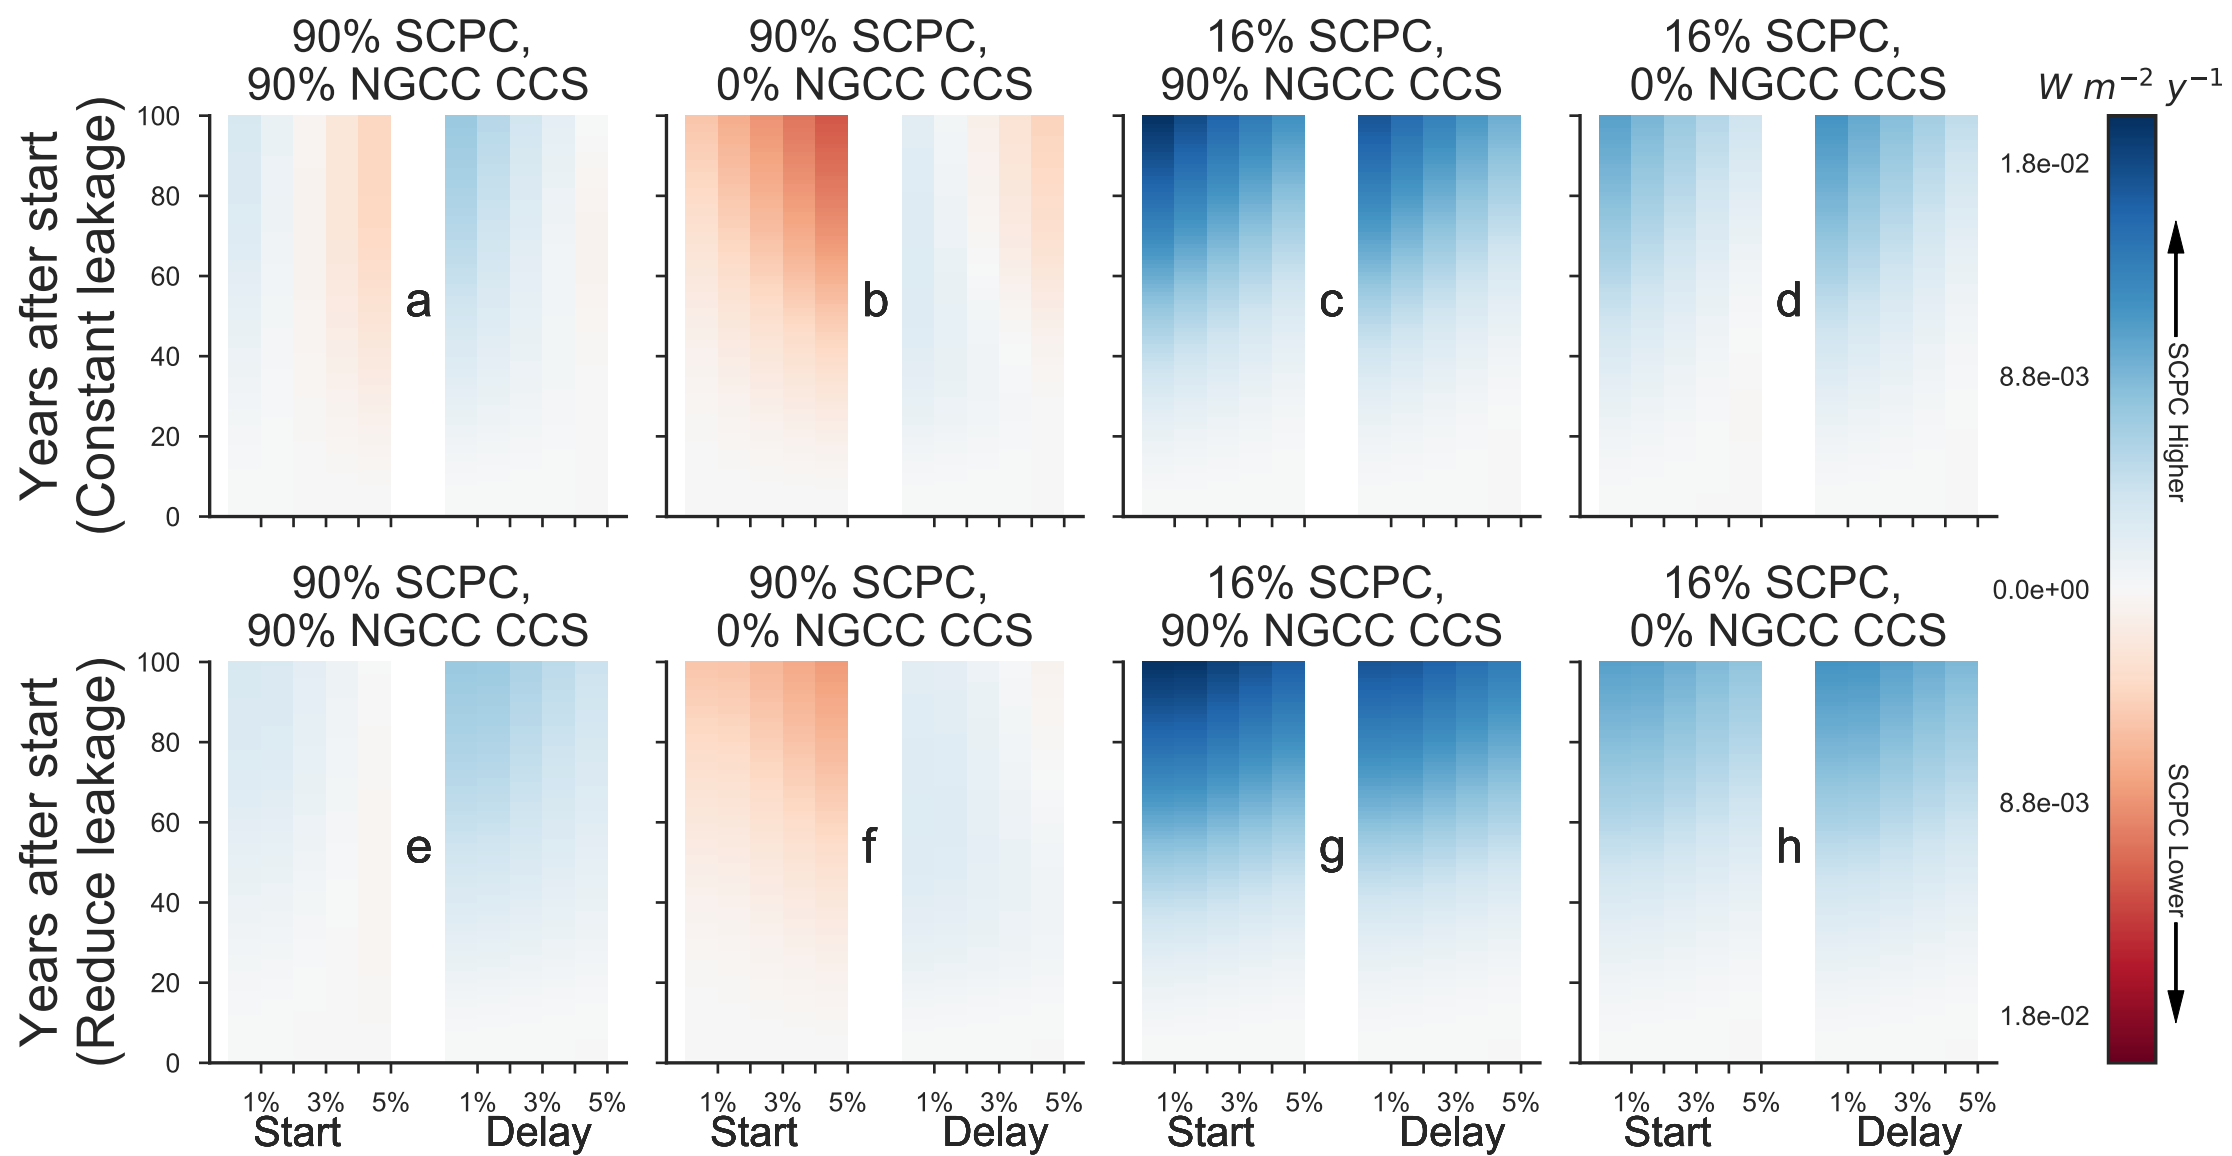 90% SCPC,
90% NGCC CCS
90% SCPC,
0% NGCC CCS
16% SCPC,
90% NGCC CCS
16% SCPC,
0% NGCC CCS
W m−2 y−1
Years after start
(Constant leakage)
100
80
60
40
20
0
a
b
c
d
1.8e-02
8.8e-03
0.0e+00
8.8e-03
1.8e-02
SCPC Higher
SCPC Lower
90% SCPC,
90% NGCC CCS
90% SCPC,
0% NGCC CCS
16% SCPC,
90% NGCC CCS
16% SCPC,
0% NGCC CCS
Years after start
(Reduce leakage)
100
80
60
40
20
0
e
f
g
h
1% 3% 5% 1% 3% 5% 1% 3% 5% 1% 3% 5% 1% 3% 5% 1% 3% 5% 1% 3% 5% 1% 3% 5%
Start Delay Start Delay Start Delay Start Delay